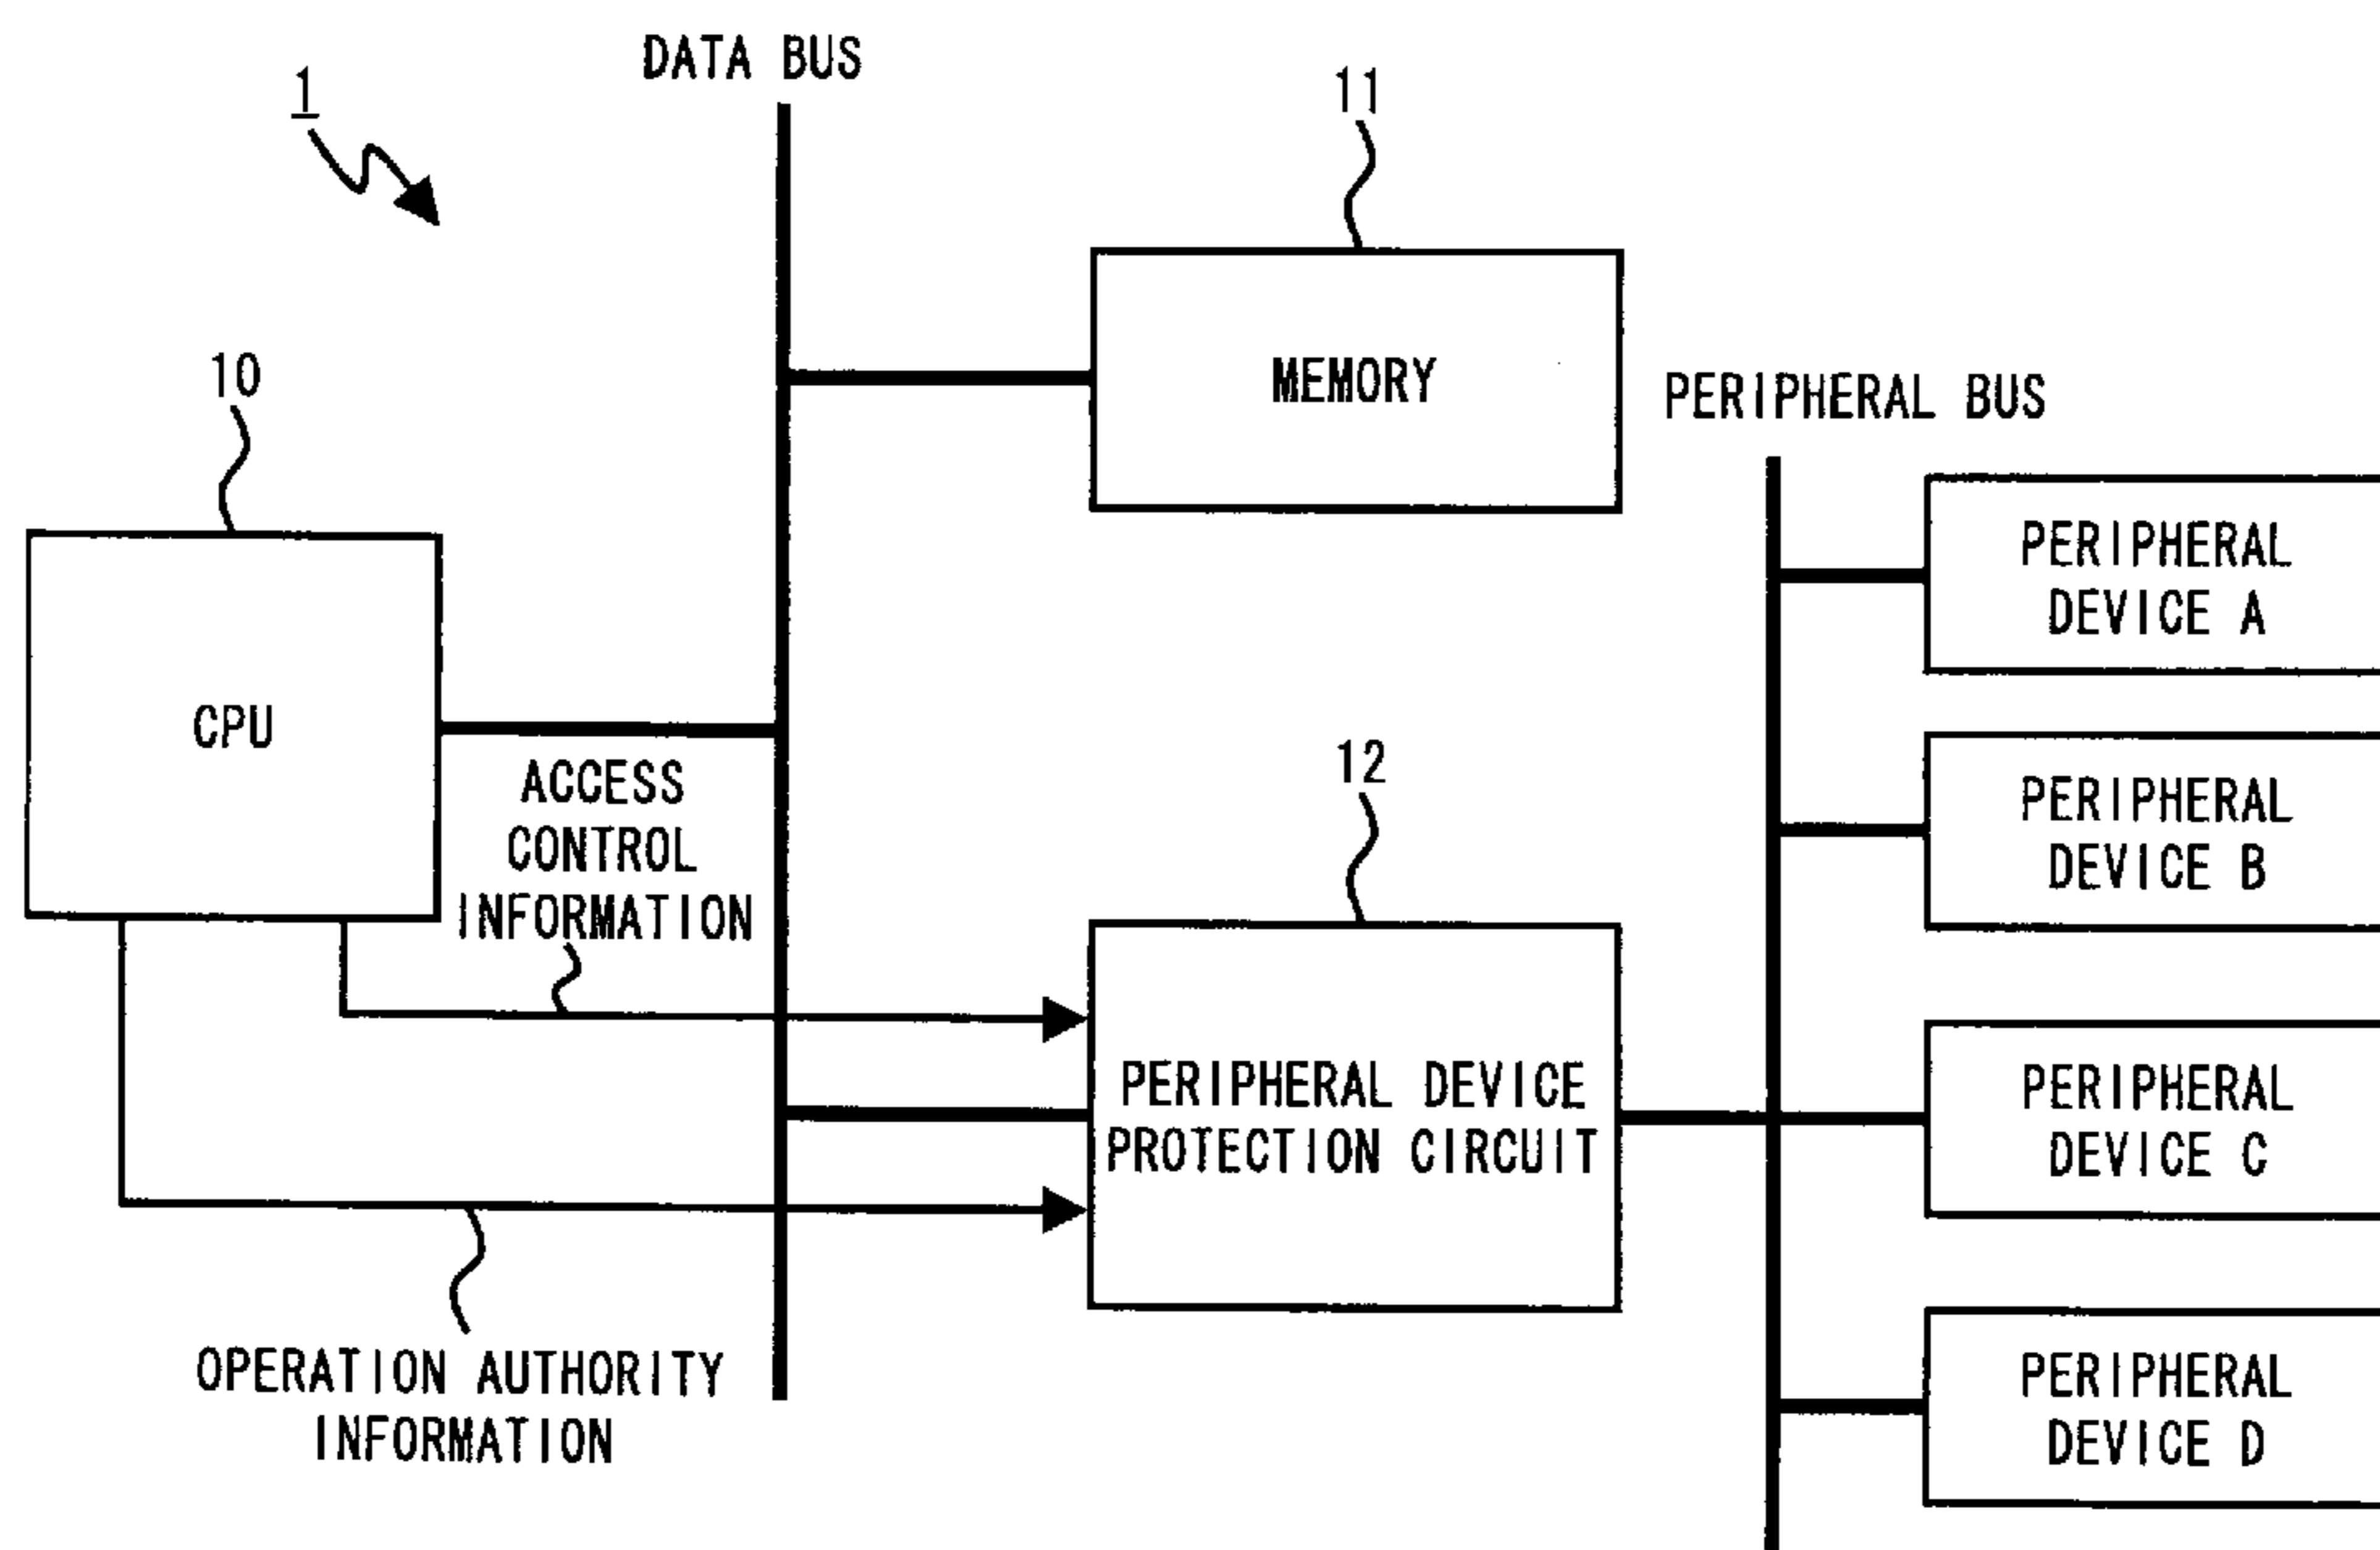 DATA BUS
1
11
MEMORY
10
PERIPHERAL BUS
CPU
PERIPHERAL
DEVICE A
ACCESS
CONTROL
INFORMATION
12
PERIPHERAL
DEVICE B
PERIPHERAL DEVICE
PROTECTION CIRCUIT
PERIPHERAL
DEVICE C
OPERATION AUTHORITY
INFORMATION
PERIPHERAL
DEVICE D